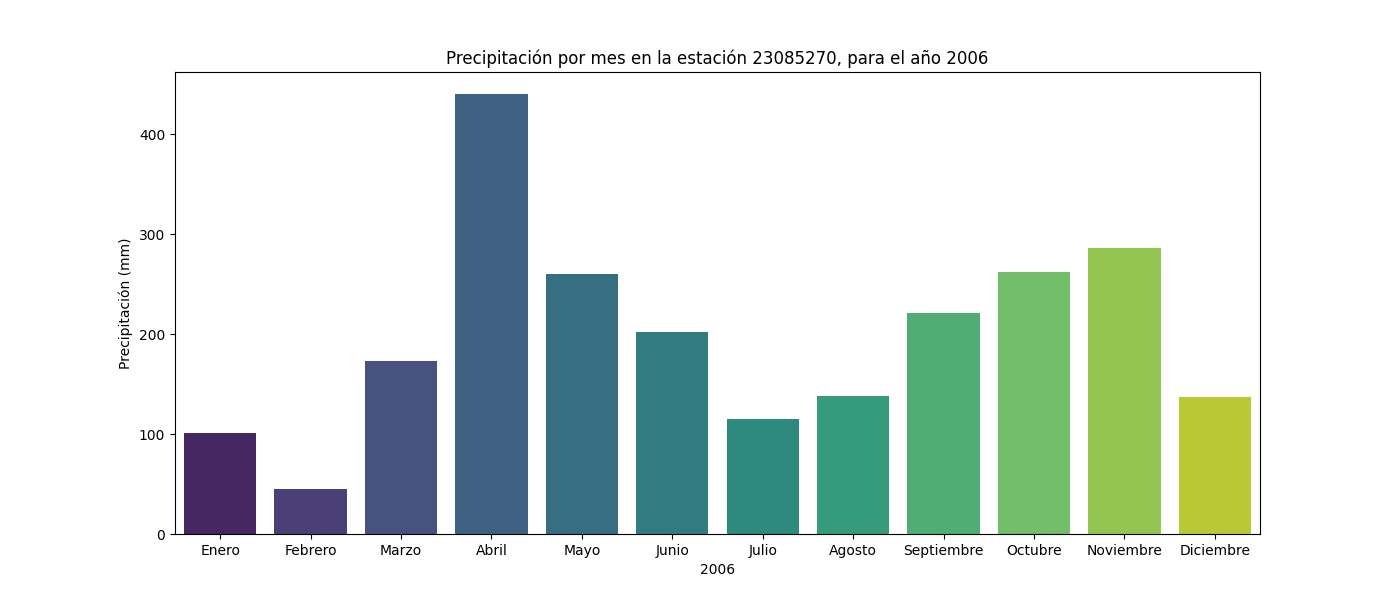 Precipitación por mes en la estación 23085270, para el año 2006
Precipitación (mm)
400
300
200
100
0
Enero Febrero Marzo Abril Mayo Junio Julio Agosto Septiembre Octubre Noviembre Diciembre
2006